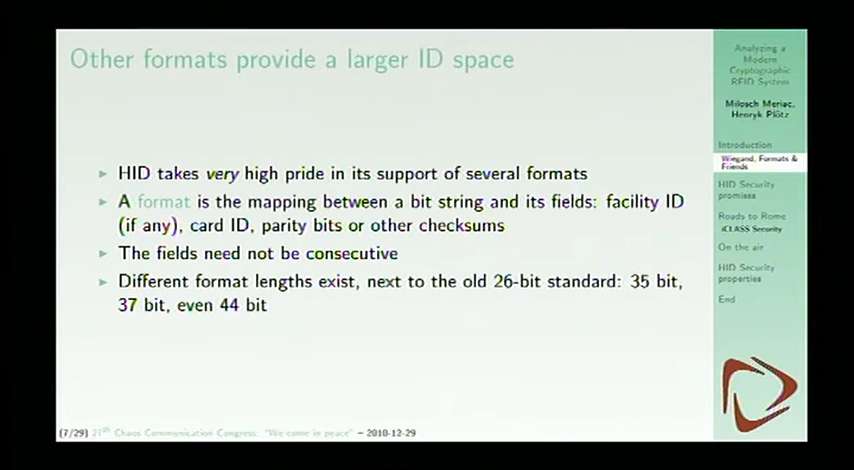 Other formats provide a larger ID space
HID takes very high pride in its support of several formats
A format is the mapping between a bit string and its fields: facility ID
(if any), card ID, parity bits or other checksums
The fields need not be consecutive
Different format lengths exist, next to the old 26-bit standard: 35 bit,
37 bit, even 44 bit
Analyzing a
Modern
Cryptographic
RFID System
Milosch Meriac,
Henryk Plötz
Introduction
Wiegand, Formats &
Friends
HID Security
promises
Roads to Rome
iCLASS Security
On the air
HID Security
properties
End
(7/29) 27th Chaos Communication Congress: "We come in peace" – 2010-12-29